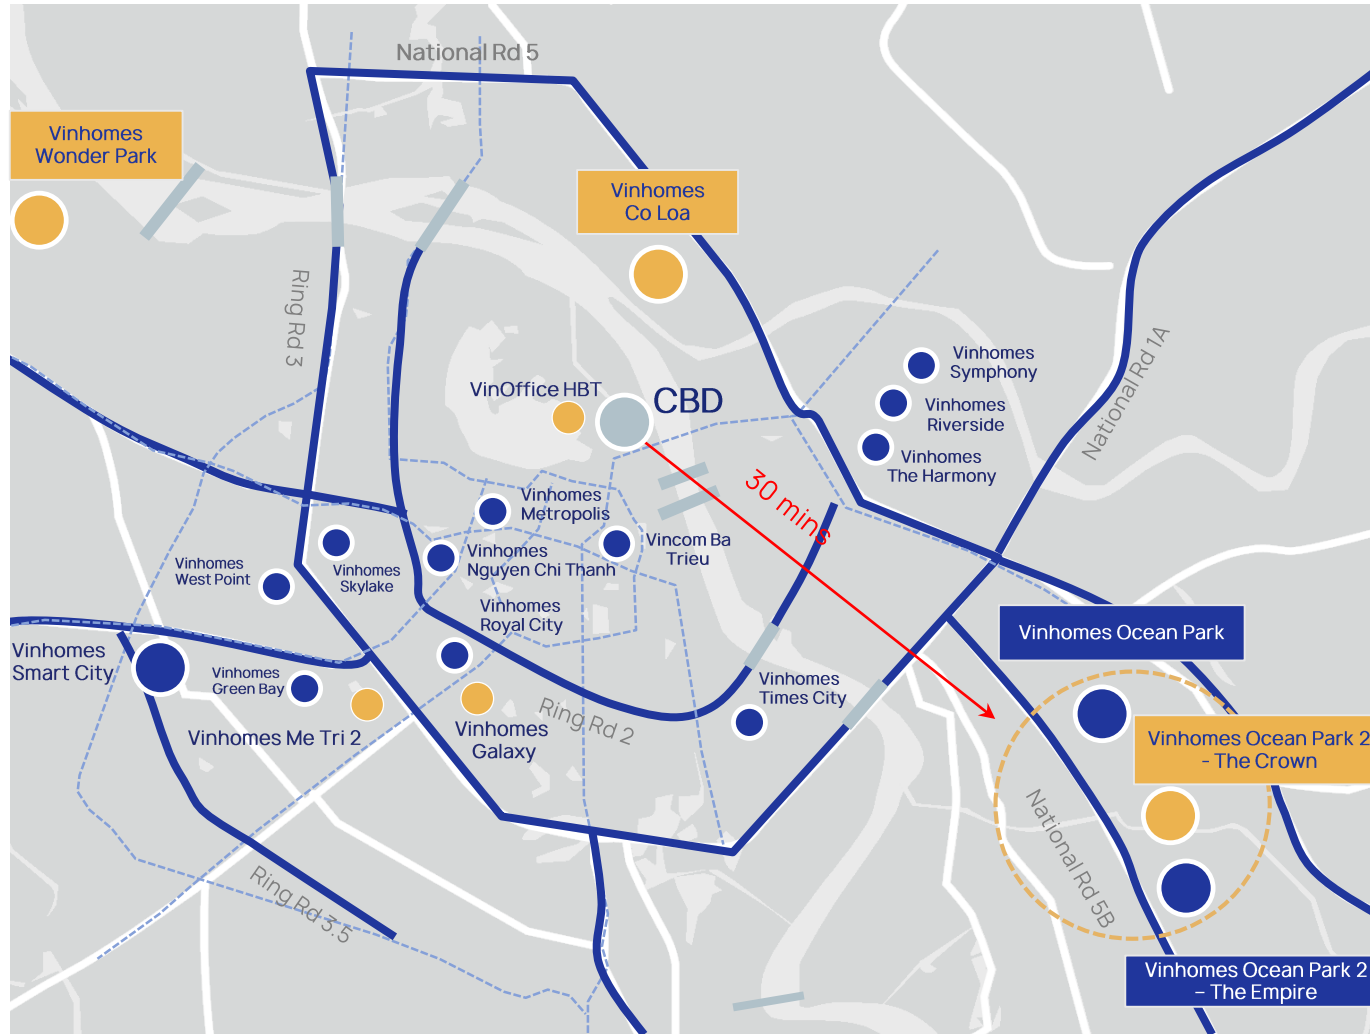 National Rd 5
Vinhomes
Wonder Park
Vinhomes
Co Loa
Ring Rd 3
National Rd 1A
Vinhomes
Symphony
VinOffice HBT
CBD
Vinhomes
Riverside
Vinhomes
The Harmony
30 mins
Vinhomes
Metropolis
Vincom Ba
Trieu
Vinhomes
Nguyen Chi Thanh
Vinhomes
West Point
Vinhomes
Skylake
Vinhomes
Royal City
Vinhomes Ocean Park
Vinhomes
Smart City
Vinhomes
Green Bay
Vinhomes
Times City
Ring Rd 2
Vinhomes Me Tri 2
Vinhomes
Galaxy
Vinhomes Ocean Park 2
- The Crown
National Rd 5B
Ring Rd 3.5
Vinhomes Ocean Park 2
– The Empire